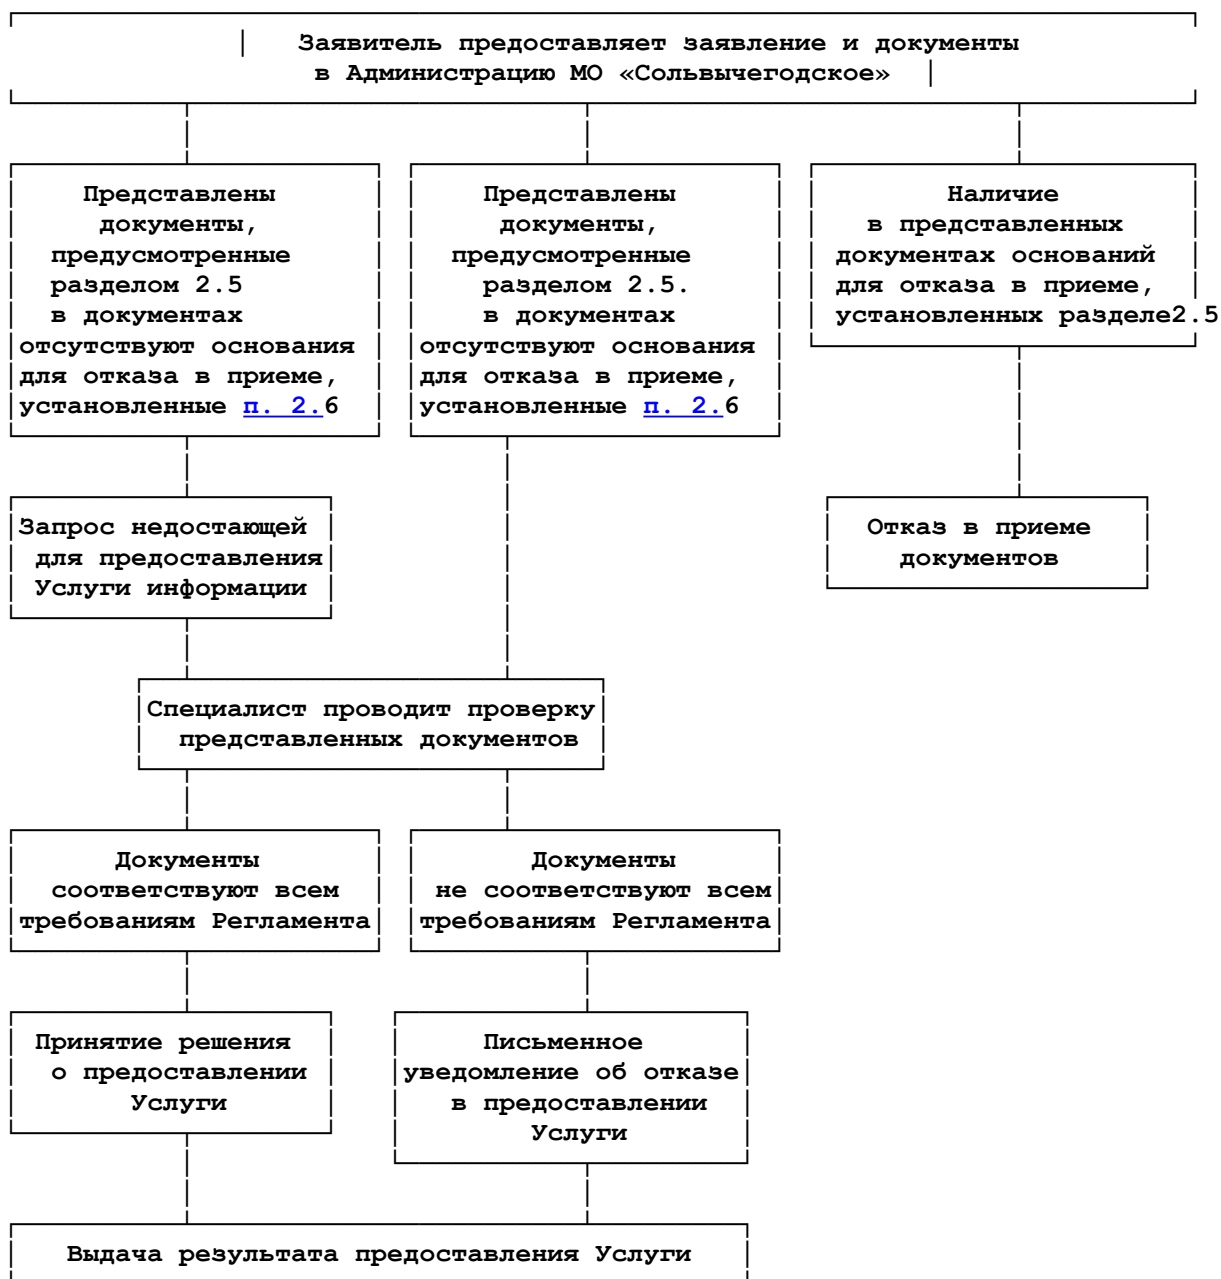 Заявитель предоставляет заявление и документы
в Администрацию МО «Сольвычегодское»
Представлены
документы,
предусмотренные
разделом 2.5
в документах
отсутствуют основания
для отказа в приеме,
установленные п. 2.6
Представлены
документы,
предусмотренные
разделом 2.5.
в документах
отсутствуют основания
для отказа в приеме,
установленные п. 2.6
Наличие
в представленных
документах оснований
для отказа в приеме,
установленных разделе2.5
Запрос недостающей
для предоставления
Услуги информации
Отказ в приеме
документов
Специалист проводит проверку
представленных документов
Документы
соответствуют всем
требованиям Регламента
Документы
не соответствуют всем
требованиям Регламента
Принятие решения
о предоставлении
Услуги
Письменное
уведомление об отказе
в предоставлении
Услуги
Выдача результата предоставления Услуги